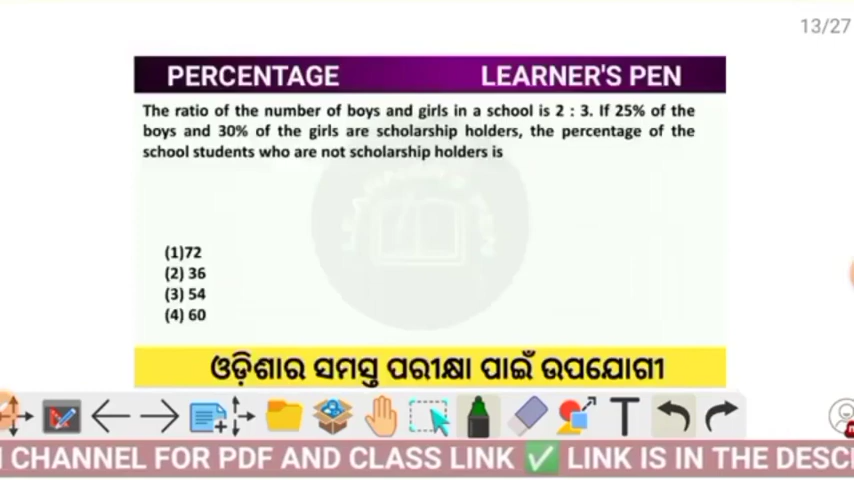 13/27
PERCENTAGE LEARNER'S PEN
The ratio of the number of boys and girls in a school is 2 : 3. If 25% of the
boys and 30% of the girls are scholarship holders, the percentage of the
school students who are not scholarship holders is
(1)72
(2) 36
(3) 54
(4) 60
ଓଡ଼ିଶାର ସମସ୍ତ ପରୀକ୍ଷା ପାଇଁ ଉପଯୋଗୀ
T
CHANNEL FOR PDF AND CLASS LINK ✅ LINK IS IN THE